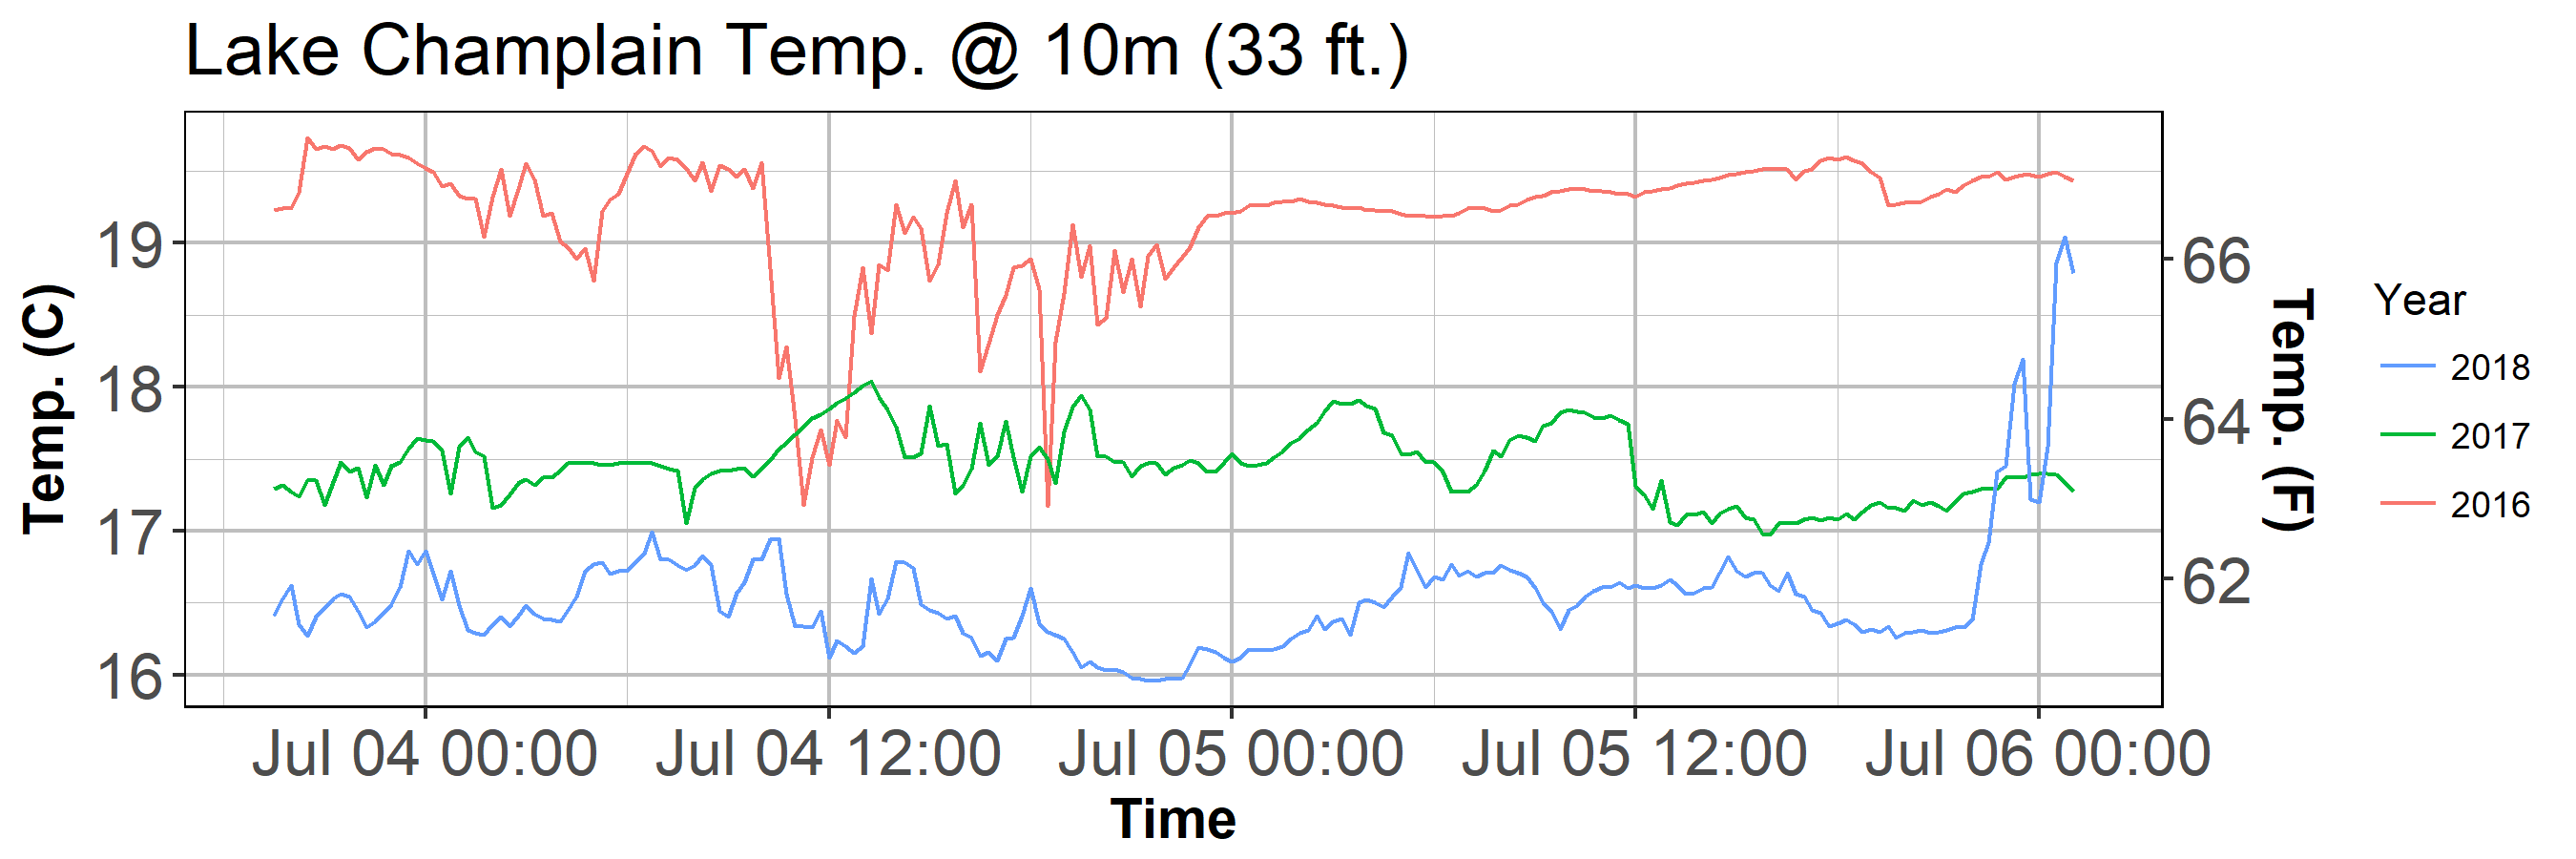 Lake Champlain Temp. @ 10m (33 ft.)
Temp. (C)
19
18
17
16
66
64
62
Temp. (F)
Year
2018
2017
2016
Jul 04 00:00
Jul 04 12:00
Jul 05 00:00
Jul 05 12:00
Jul 06 00:00
Time